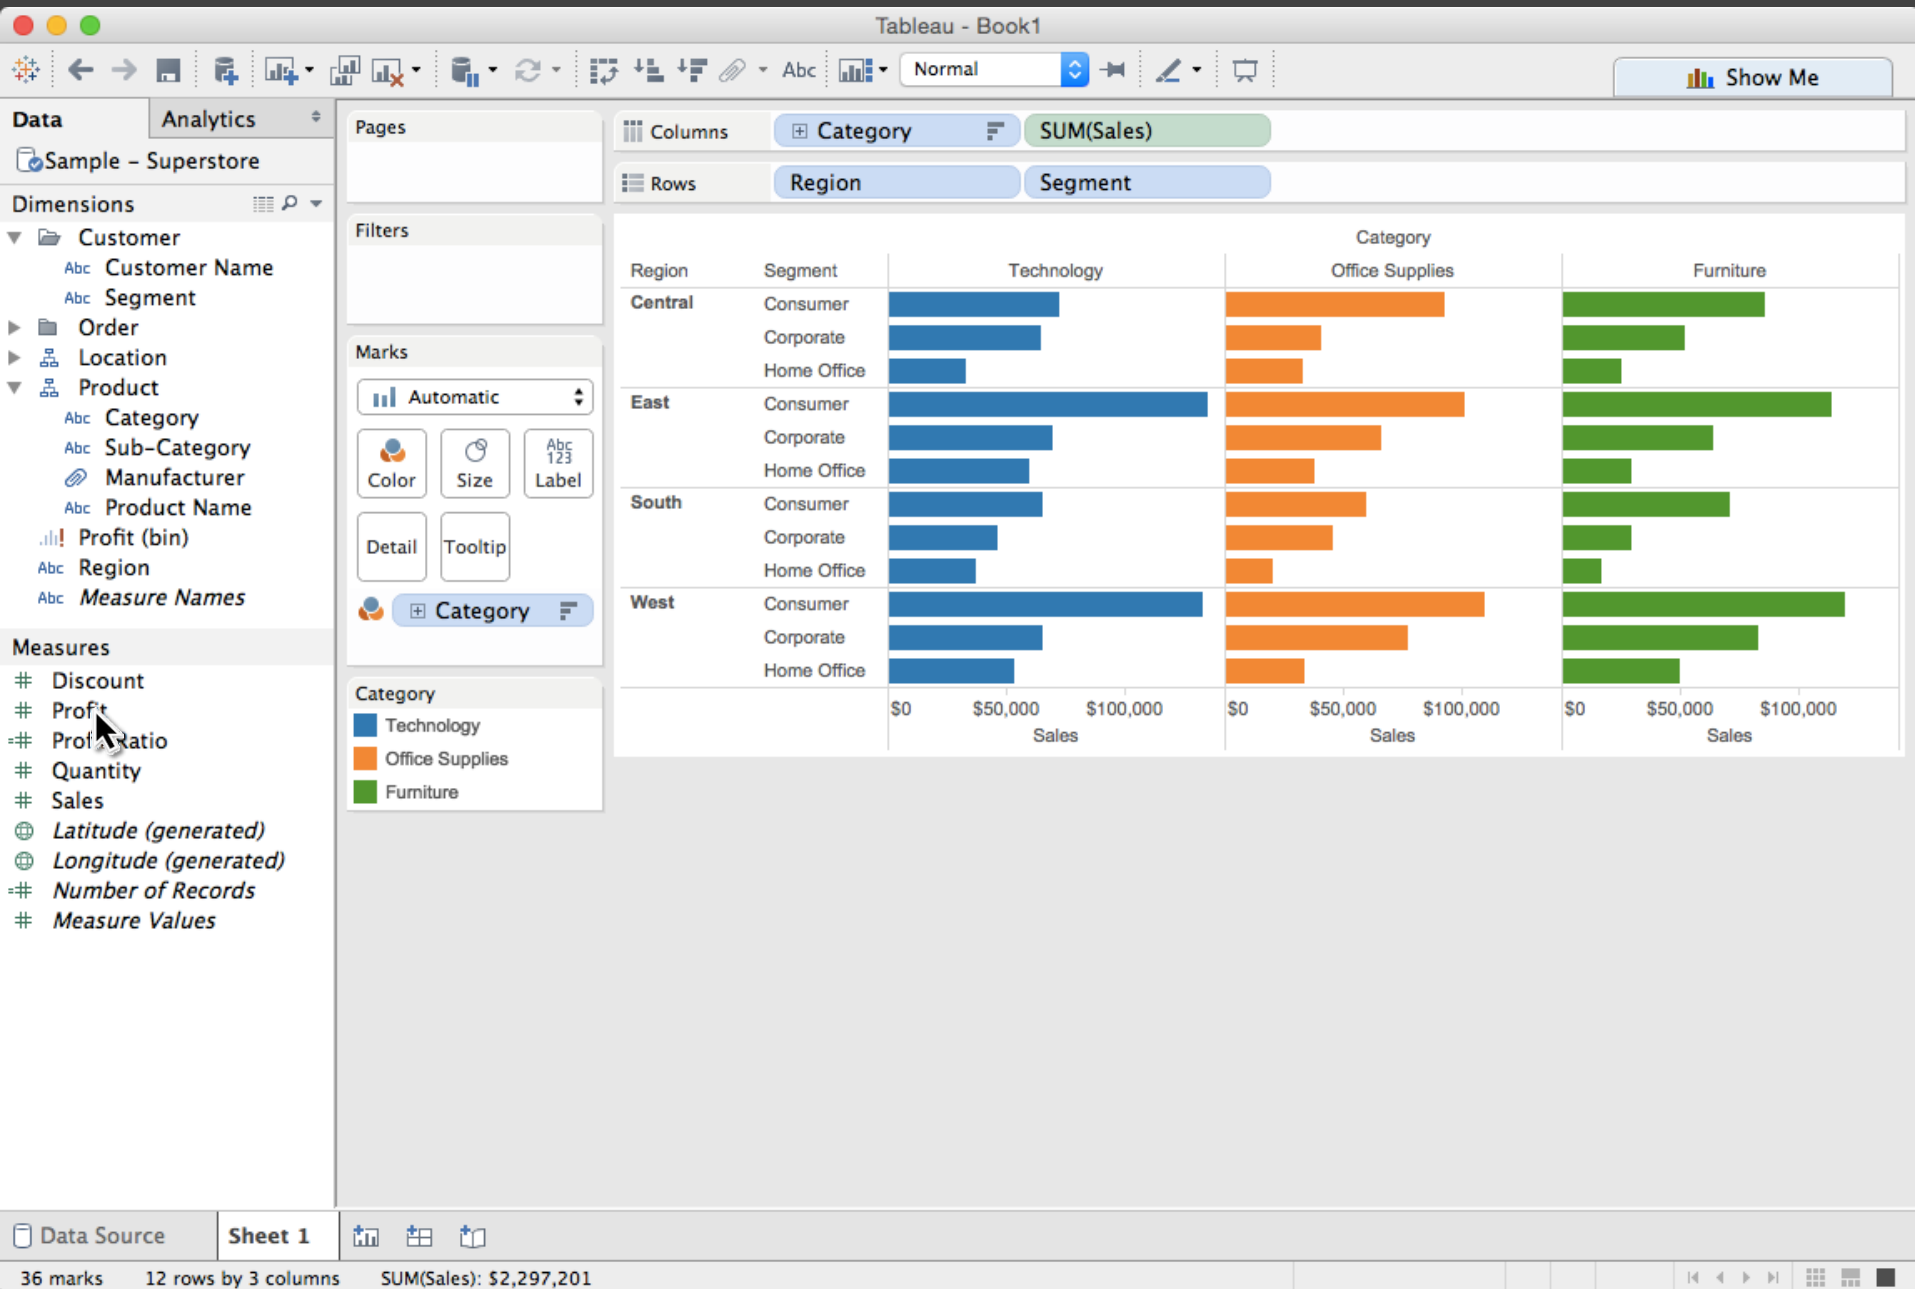 Tableau - Book1
Abc
Normal
Show Me
Data
Analytics
Sample - Superstore
Dimensions
Customer
Abc Customer Name
Abc Segment
Order
Location
Product
Abc Category
Abc Sub-Category
Manufacturer
Abc Product Name
Profit (bin)
Abc Region
Abc Measure Names
Measures
# Discount
# Profit
=# Profit Ratio
# Quantity
# Sales
Latitude (generated)
Longitude (generated)
=# Number of Records
# Measure Values
Pages
Filters
Marks
Automatic
Color
Size
Abc
123
Label
Detail
Tooltip
Category
Category
Technology
Office Supplies
Furniture
Columns Category SUM(Sales)
Rows Region Segment
Category
Region Segment Technology Office Supplies Furniture
Central Consumer
Corporate
Home Office
East Consumer
Corporate
Home Office
South Consumer
Corporate
Home Office
West Consumer
Corporate
Home Office
$0 $50,000 $100,000 $0 $50,000 $100,000 $0 $50,000 $100,000
Sales Sales Sales
Data Source Sheet 1
36 marks 12 rows by 3 columns SUM(Sales): $2,297,201